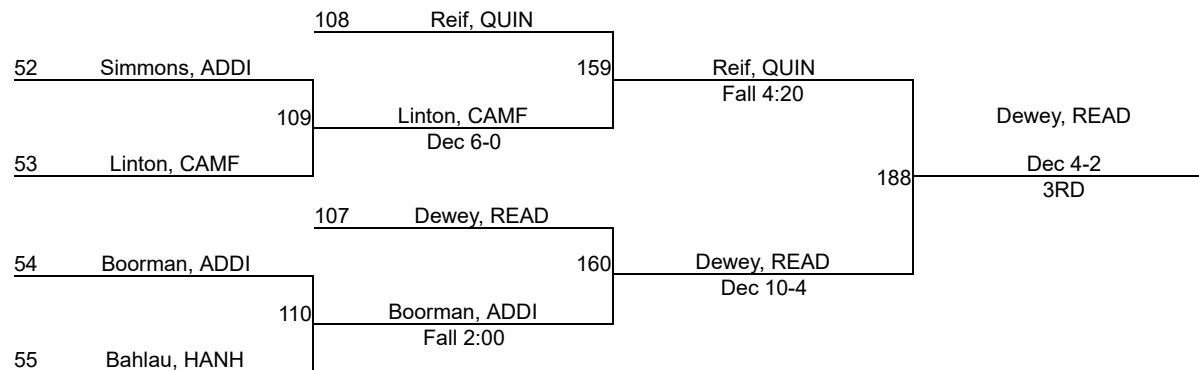 108 Reif, QUIN
52 Simmons, ADDI
159 Reif, QUIN
Fall 4:20
109 Linton, CAMF
Dec 6-0
Dewey, READ
53 Linton, CAMF
188 Dec 4-2
3RD
107 Dewey, READ
54 Boorman, ADDI
160 Dewey, READ
Dec 10-4
110 Boorman, ADDI
Fall 2:00
55 Bahlau, HANH